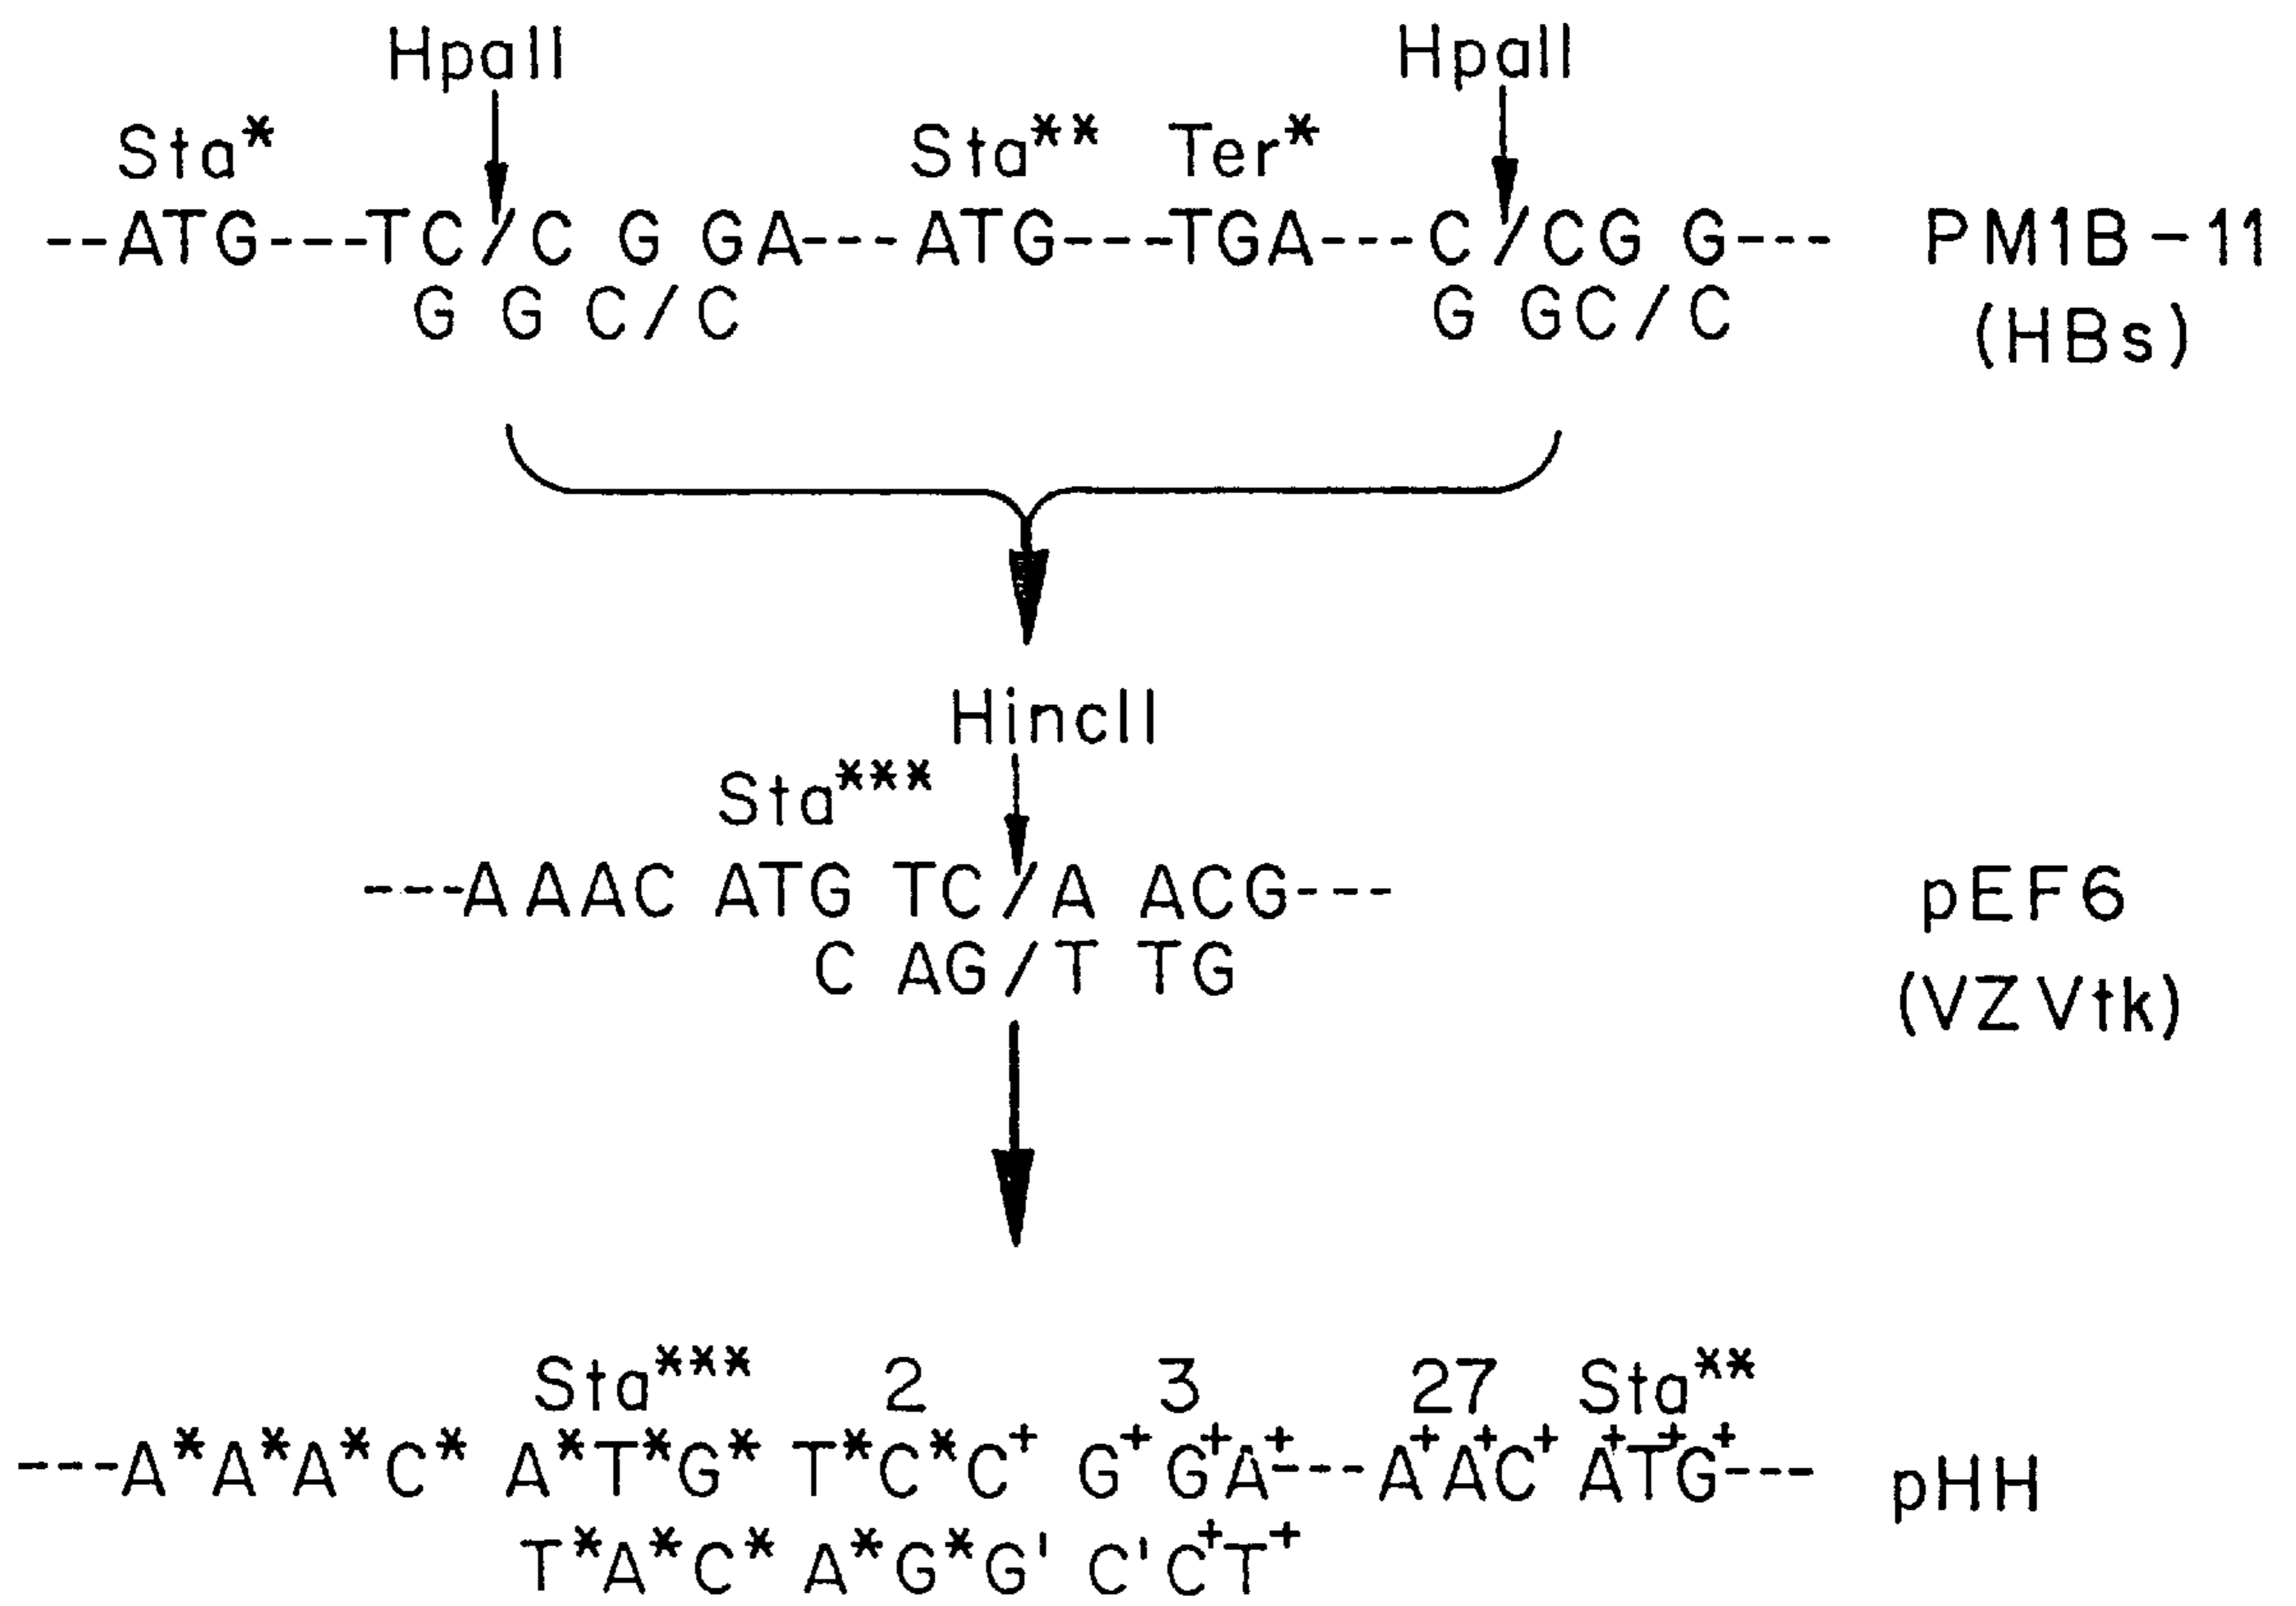 HpaII HpaII
Sta* Sta** Ter*
--ATG---TC/C G GA---ATG---TGA---C/CG G--- PM1B-11
G G C/C G GC/C (HBs)
HincII
Sta***
---A AAC ATG TC/A ACG--- pEF6
C AG/T TG (VZVtk)
Sta*** 2 3 27 Sta**
---A*A*A*C* A*T*G* T*C*C+ G+G+A+---A+A+C+ A+T+G+--- pHH
T*A*C* A*G*G' C'C+T+